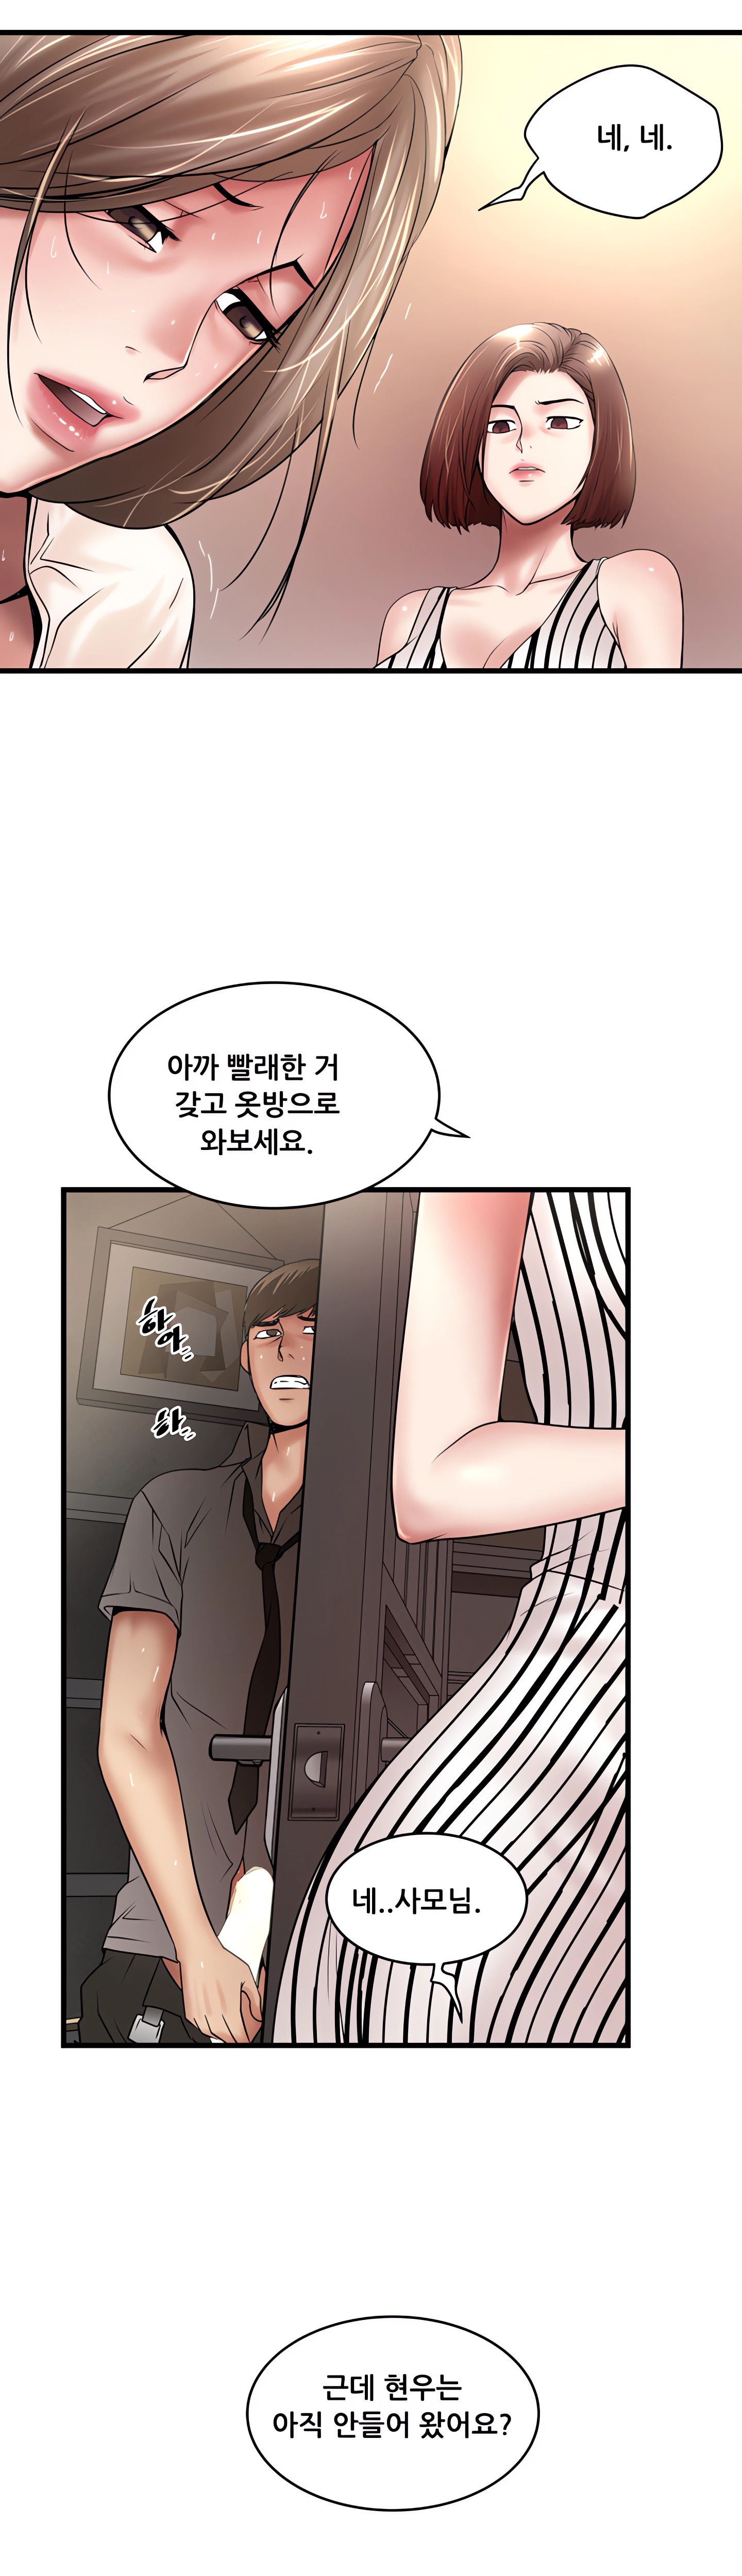 네, 네.
아까 빨래한 거
갖고 옷방으로
와보세요.
하아
하
네..사모님.
근데 현우는
아직 안들어 왔어요?